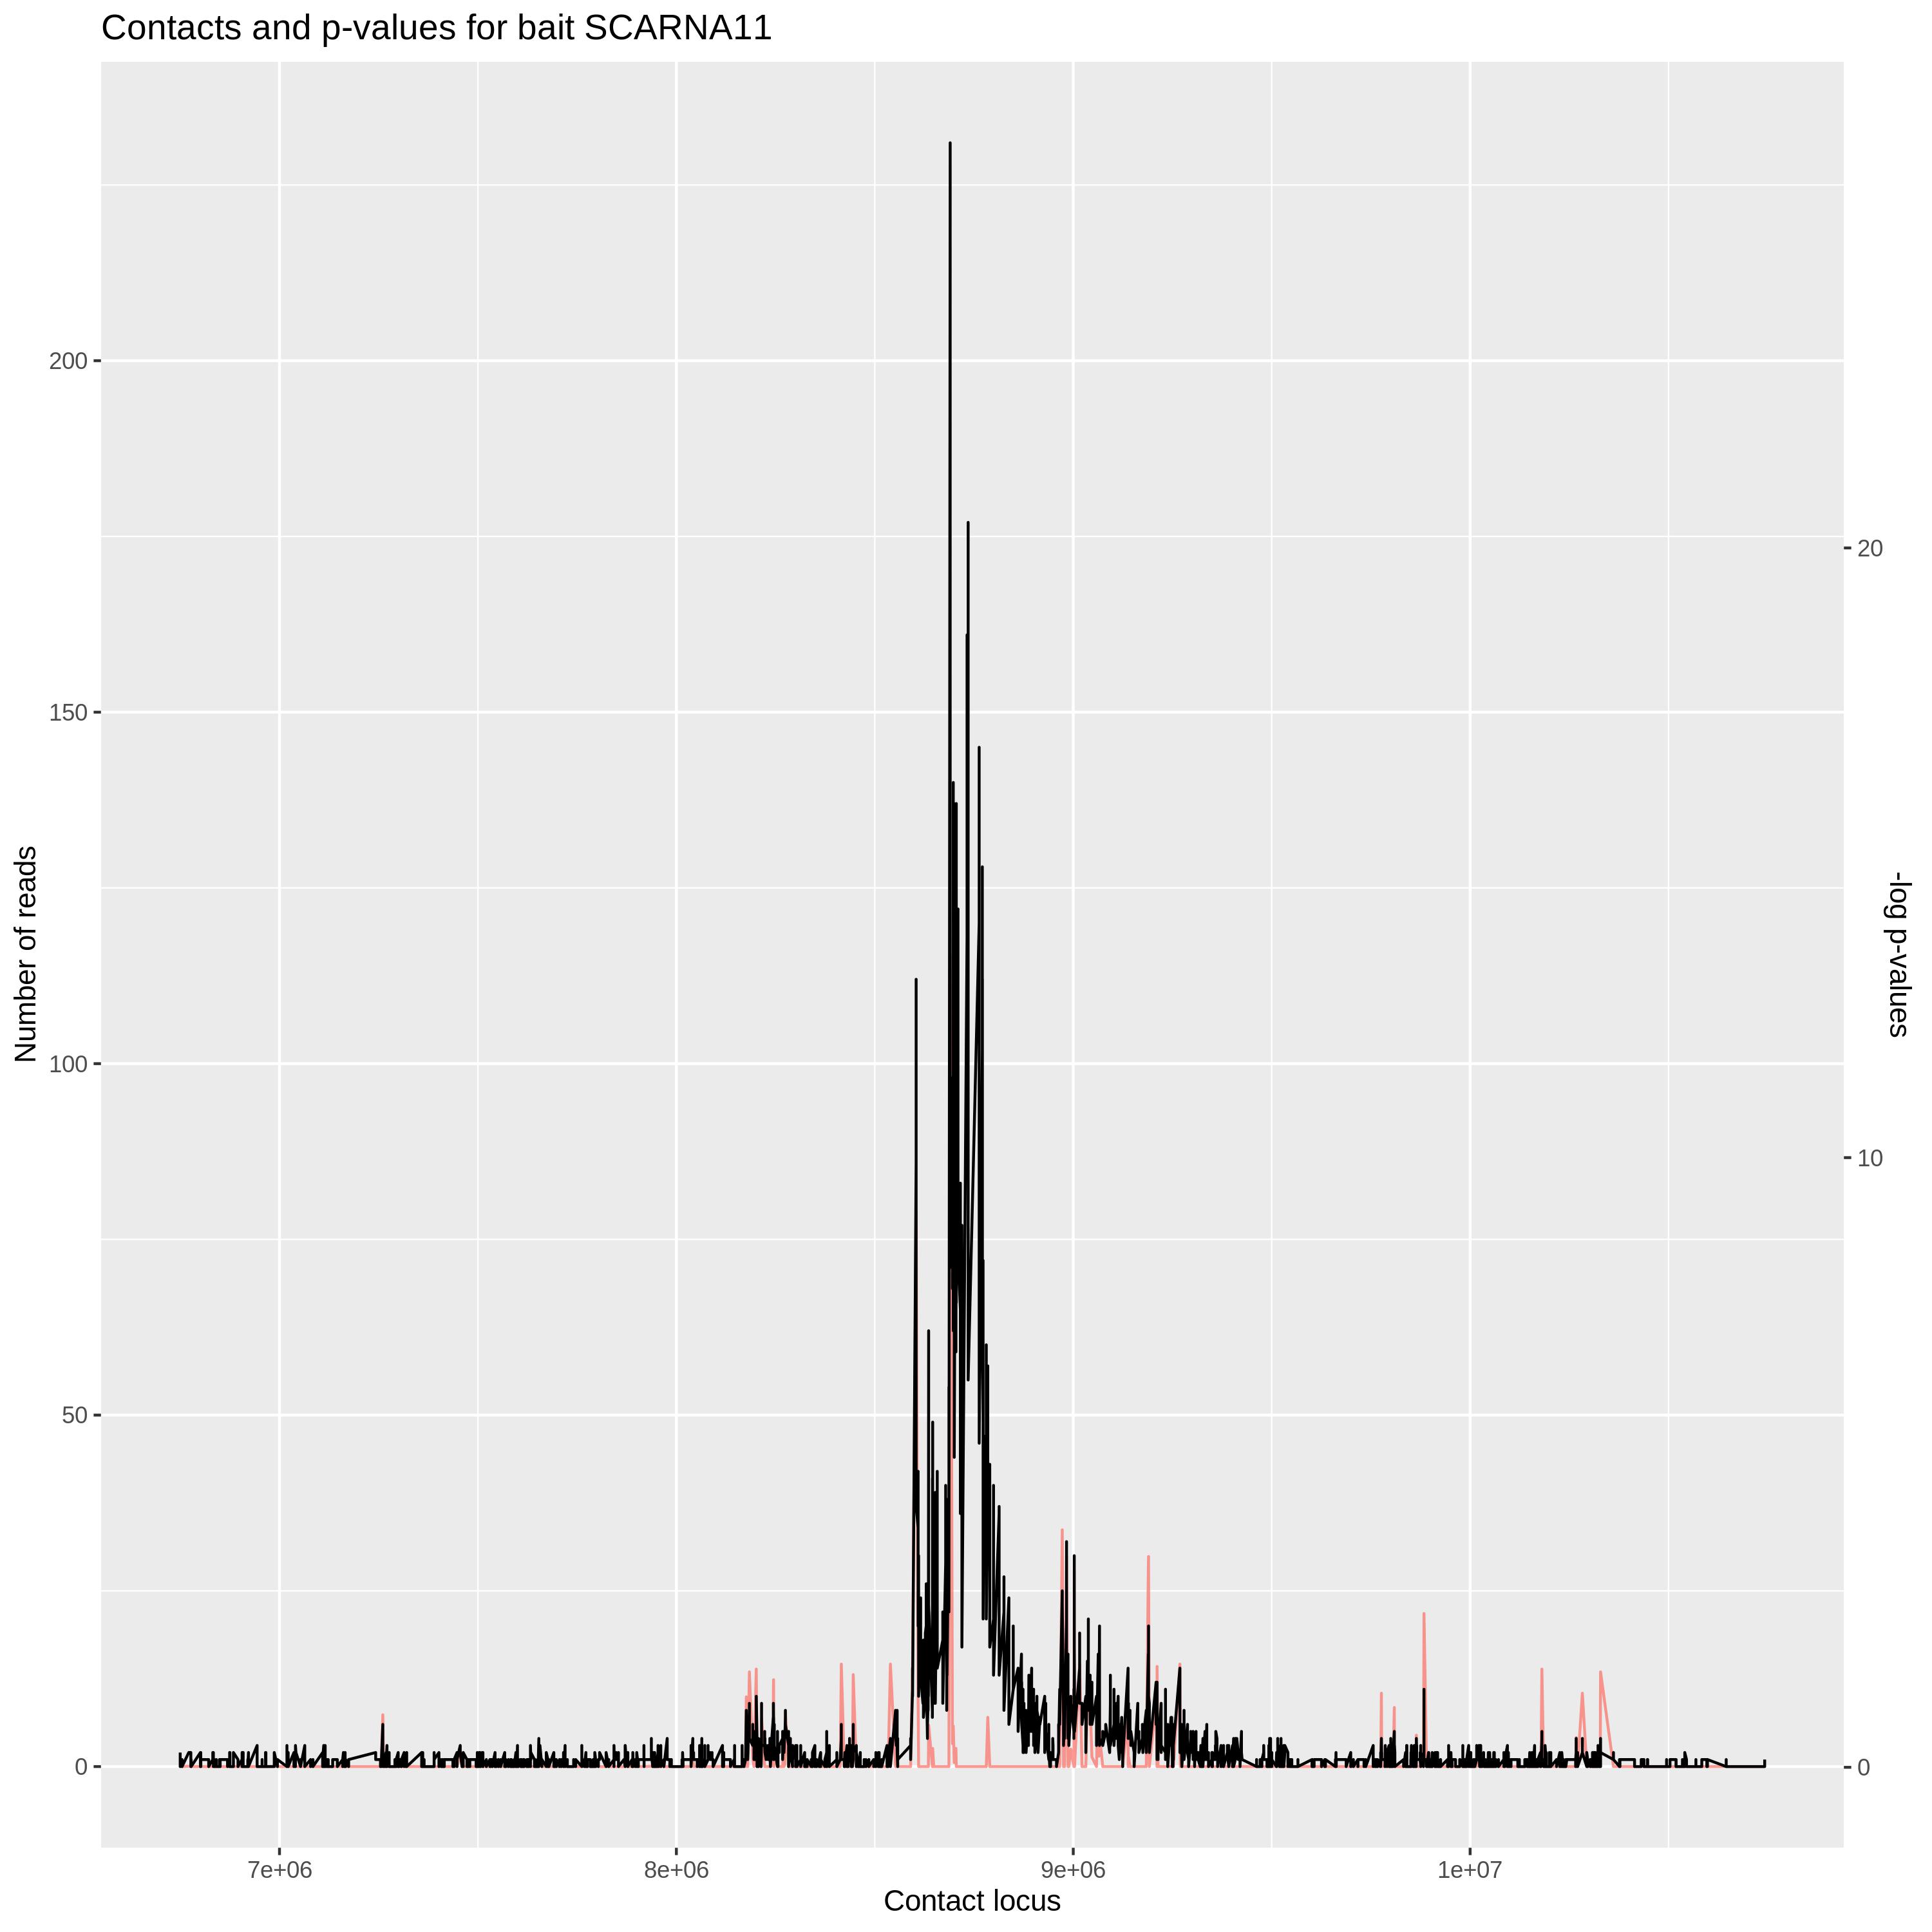 Contacts and p-values for bait SCARNA11
Number of reads
200
150
100
50
0
20
10
0
-log p-values
7e+06 8e+06 9e+06 1e+07
Contact locus